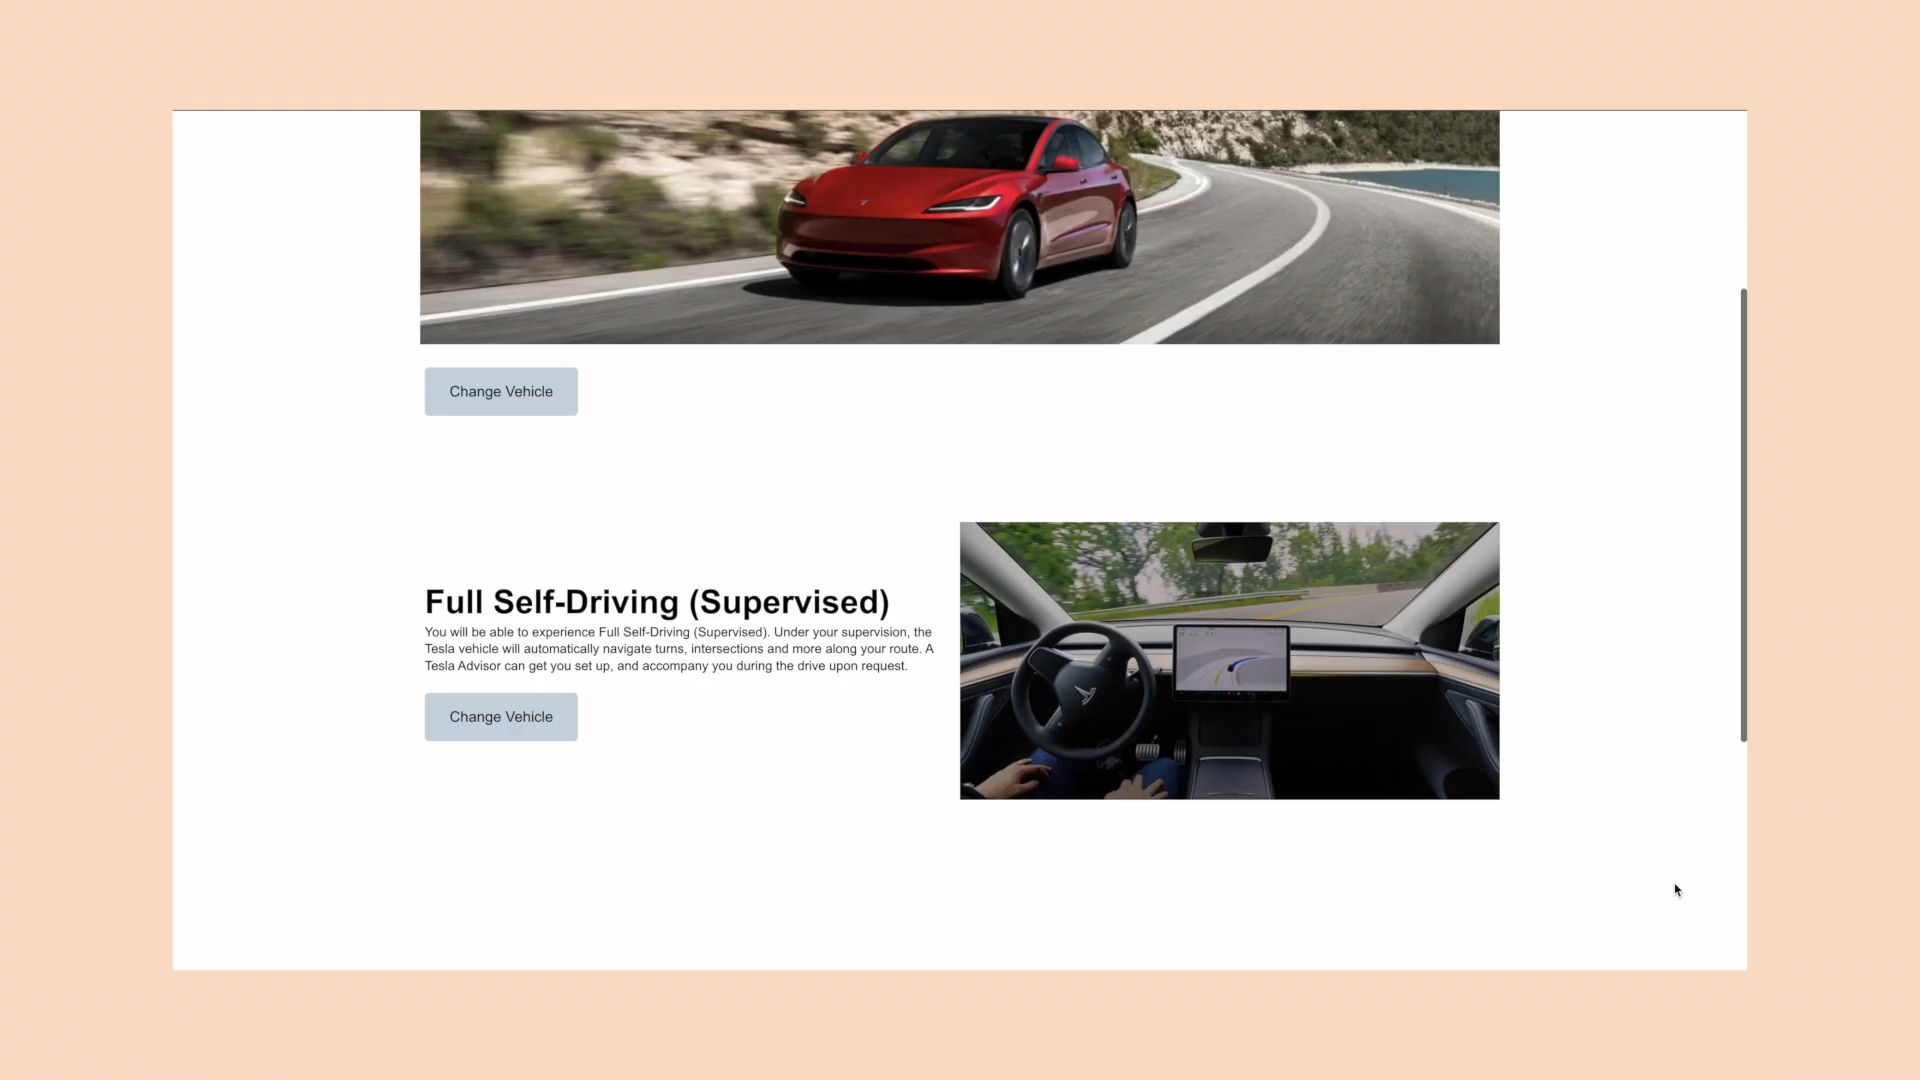 Change Vehicle
Full Self-Driving (Supervised)
You will be able to experience Full Self-Driving (Supervised). Under your supervision, the
Tesla vehicle will automatically navigate turns, intersections and more along your route. A
Tesla Advisor can get you set up, and accompany you during the drive upon request.
Change Vehicle